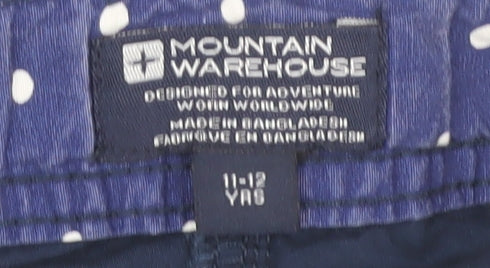 MOUNTAIN
WAREHOUSE
DESIGNED FOR ADVENTURE
WORN WORLDWIDE
MADE IN BANGLADESH
FABRIQUE EN BANGLADESH
11-12
YRS